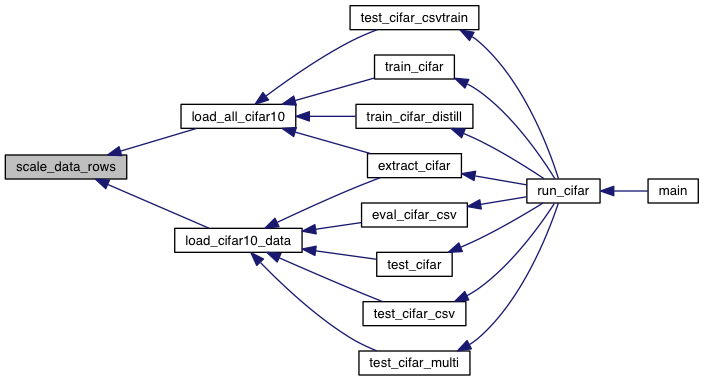 test_cifar_csvtrain
train_cifar
load_all_cifar10
train_cifar_distill
scale_data_rows
extract_cifar
run_cifar
main
eval_cifar_csv
load_cifar10_data
test_cifar
test_cifar_csv
test_cifar_multi